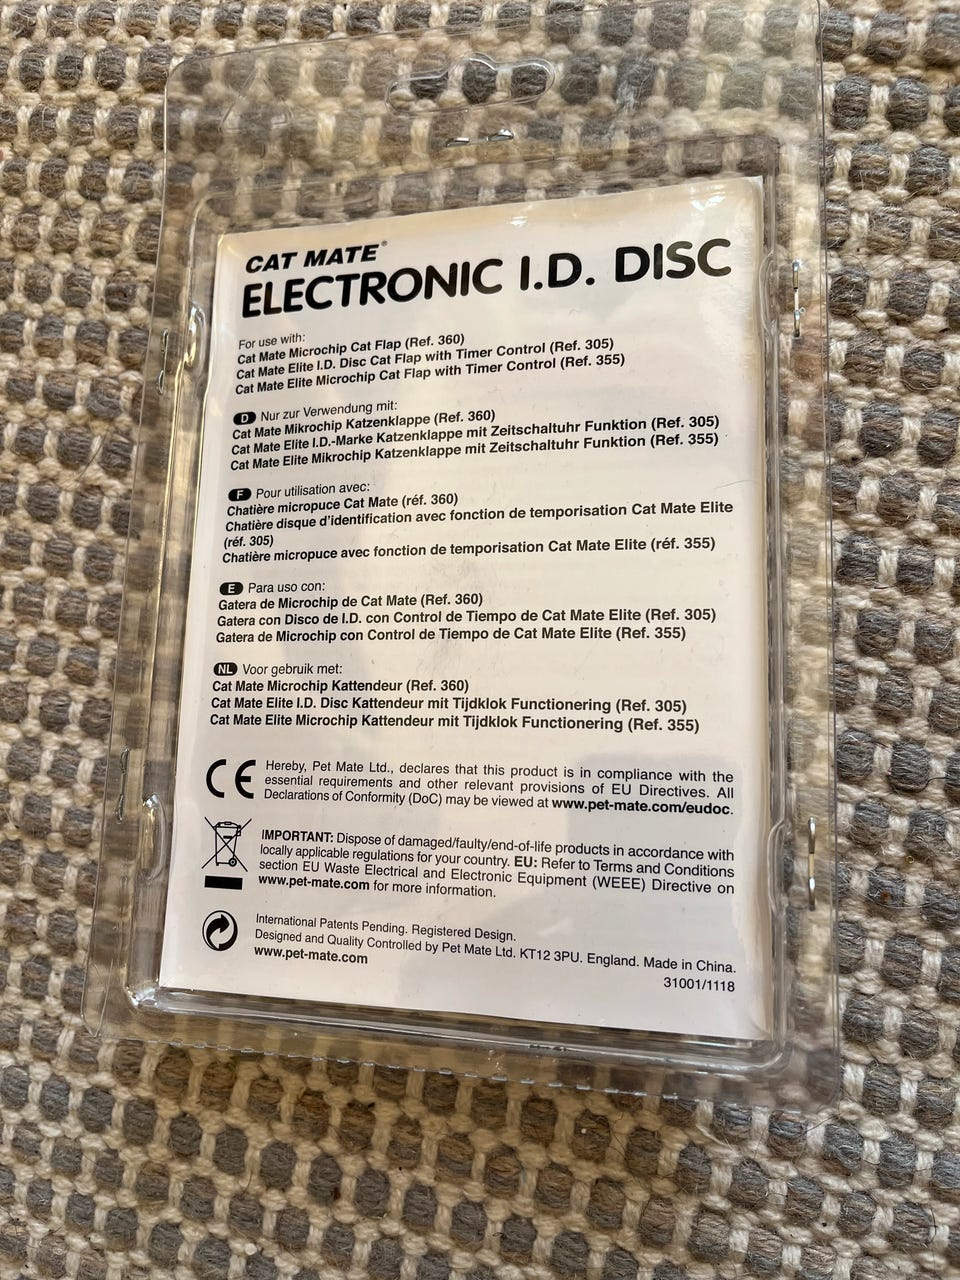 CAT MATE®
ELECTRONIC I.D. DISC
For use with:
Cat Mate Microchip Cat Flap (Ref. 360)
Cat Mate Elite I.D. Disc Cat Flap with Timer Control (Ref. 305)
Cat Mate Elite Microchip Cat Flap with Timer Control (Ref. 355)
D Nur zur Verwendung mit:
Cat Mate Mikrochip Katzenklappe (Ref. 360)
Cat Mate Elite I.D.-Marke Katzenklappe mit Zeitschaltuhr Funktion (Ref. 305)
Cat Mate Elite Mikrochip Katzenklappe mit Zeitschaltuhr Funktion (Ref. 355)
F Pour utilisation avec:
Chatière micropuce Cat Mate (réf. 360)
Chatière disque d'identification avec fonction de temporisation Cat Mate Elite
(réf. 305)
Chatière micropuce avec fonction de temporisation Cat Mate Elite (réf. 355)
E Para uso con:
Gatera de Microchip de Cat Mate (Ref. 360)
Gatera con Disco de I.D. con Control de Tiempo de Cat Mate Elite (Ref. 305)
Gatera de Microchip con Control de Tiempo de Cat Mate Elite (Ref. 355)
NL Voor gebruik met:
Cat Mate Microchip Kattendeur (Ref. 360)
Cat Mate Elite I.D. Disc Kattendeur mit Tijdklok Functionering (Ref. 305)
Cat Mate Elite Microchip Kattendeur mit Tijdklok Functionering (Ref. 355)
CE Hereby, Pet Mate Ltd., declares that this product is in compliance with the
essential requirements and other relevant provisions of EU Directives. All
Declarations of Conformity (DoC) may be viewed at www.pet-mate.com/eudoc.
IMPORTANT: Dispose of damaged/faulty/end-of-life products in accordance with
locally applicable regulations for your country. EU: Refer to Terms and Conditions
section EU Waste Electrical and Electronic Equipment (WEEE) Directive on
www.pet-mate.com for more information.
International Patents Pending. Registered Design.
Designed and Quality Controlled by Pet Mate Ltd. KT12 3PU. England. Made in China.
www.pet-mate.com
31001/1118